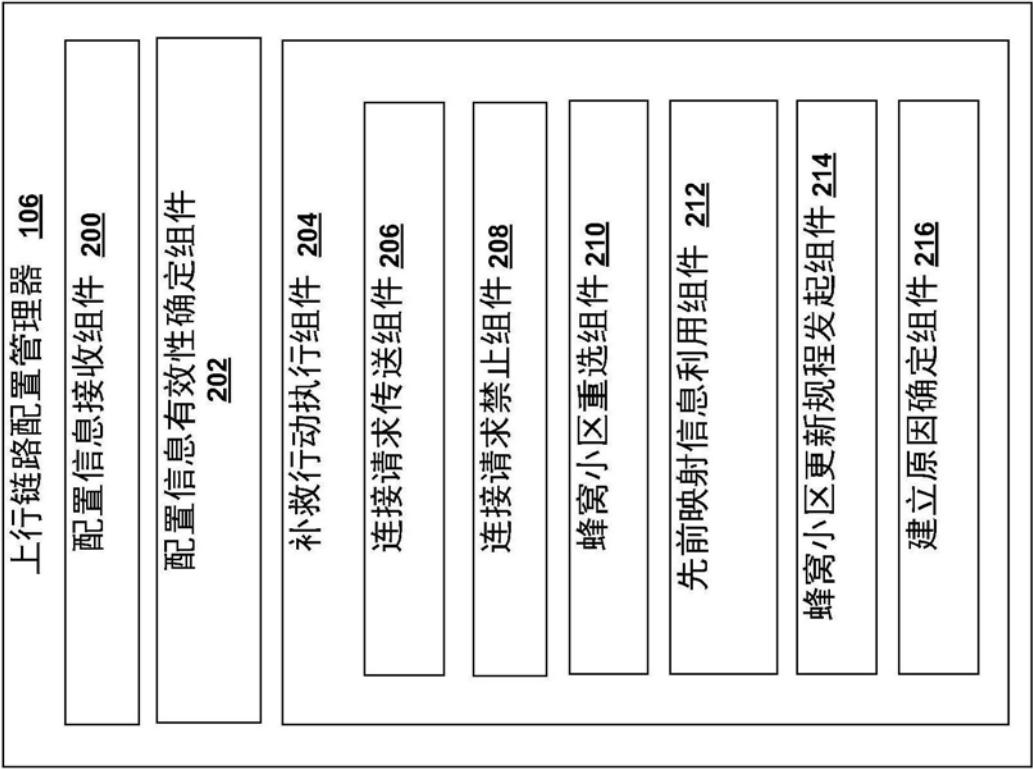 上行链路配置管理器 106
配置信息接收组件 200
配置信息有效性确定组件
202
补救行动执行组件 204
连接请求传送组件 206
连接请求禁止组件 208
蜂窝小区重选组件 210
先前映射信息利用组件 212
蜂窝小区更新规程发起组件 214
建立原因确定组件 216